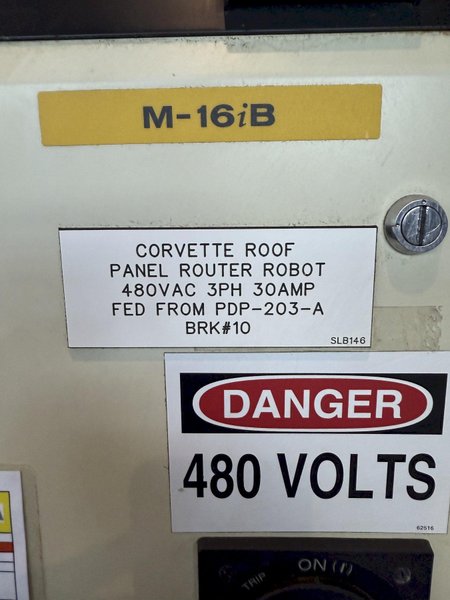 M-16iB
CORVETTE ROOF
PANEL ROUTER ROBOT
480VAC 3PH 30AMP
FED FROM PDP-203-A
BRK#10
SLB146
DANGER
480 VOLTS
62516
ON (I)
TRIP